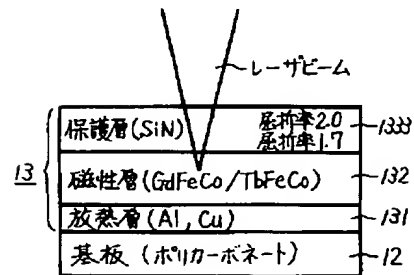 レーザビーム
保護層(SiN) 屈折率2.0 1333
屈折率1.7
13
磁性層(GdFeCo/TbFeCo) 132
放熱層(Al, Cu) 131
基板 (ポリカーボネート) 12